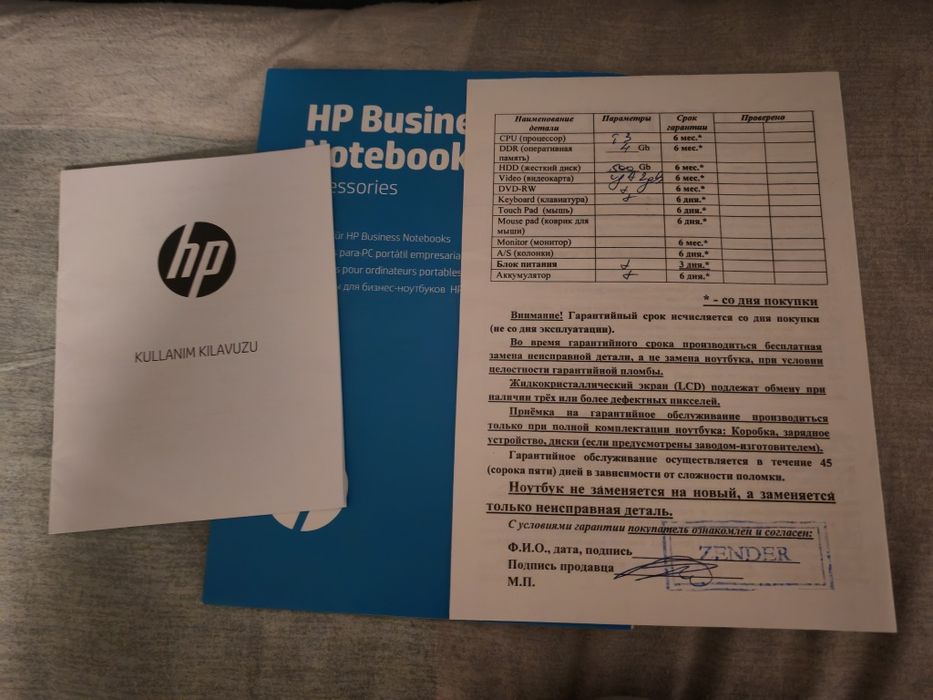 hp
KULLANIM KILAVUZU
HP Busine
Notebook
essories
ür HP Business Notebooks
para-PC portátil empresaria
s pour ordinateurs portables
ы для бизнес-ноутбуков HP
Наименование детали Параметры Срок гарантии Проверено
CPU (процессор) i3 6 мес.*
DDR (оперативная память) 4 Gb 6 мес.*
HDD (жесткий диск) 500 Gb 6 мес.*
Video (видеокарта) 6 мес.*
DVD-RW 6 дня.*
Keyboard (клавиатура) 6 дня.*
Touch Pad (мышь) 6 дня.*
Mouse pad (коврик для мыши) 6 дня.*
Monitor (монитор) 6 мес.*
A/S (колонки) 6 дня.*
Блок питания 3 дня.*
Аккумулятор 6 дня.*
* - со дня покупки
Внимание! Гарантийный срок исчисляется со дня покупки
(не со дня эксплуатации).
Во время гарантийного срока производиться бесплатная
замена неисправной детали, а не замена ноутбука, при условии
целостности гарантийной пломбы.
Жидкокристаллический экран (LCD) подлежат обмену при
наличии трёх или более дефектных пикселей.
Приёмка на гарантийное обслуживание производиться
только при полной комплектации ноутбука: Коробка, зарядное
устройство, диски (если предусмотрены заводом-изготовителем).
Гарантийное обслуживание осуществляется в течение 45
(сорока пяти) дней в зависимости от сложности поломки.
Ноутбук не заменяется на новый, а заменяется
только неисправная деталь.
С условиями гарантии покупатель ознакомлен и согласен:
Ф.И.О., дата, подпись
ZENDER
Подпись продавца
М.П.